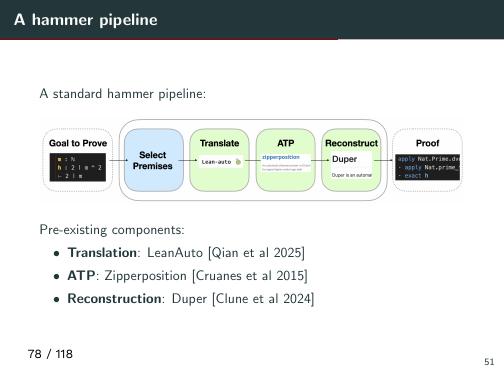 A hammer pipeline
A standard hammer pipeline:
Goal to Prove
m : ℕ
h : 2 ∣ m ^ 2
⊢ 2 ∣ m
Select
Premises
Translate
Lean-auto
ATP
zipperposition
Reconstruct
Duper
Duper is an automat
Proof
apply Nat.Prime.dv
· apply Nat.prime_
· exact h
Pre-existing components:
• Translation: LeanAuto [Qian et al 2025]
• ATP: Zipperposition [Cruanes et al 2015]
• Reconstruction: Duper [Clune et al 2024]
78 / 118
51